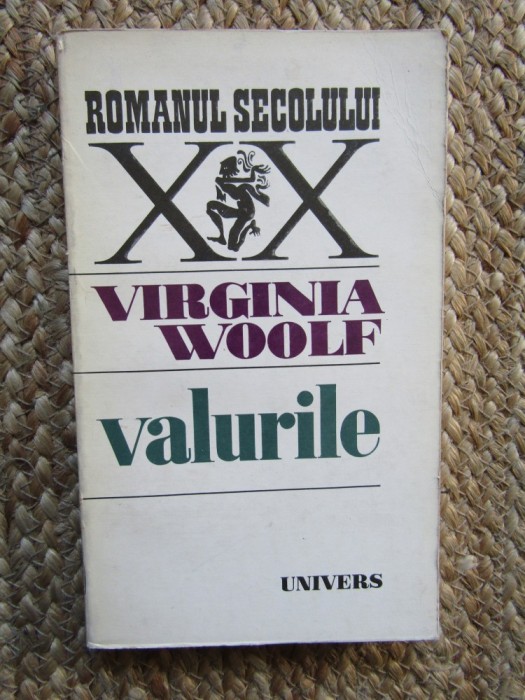 ROMANUL SECOLULUI
XX
VIRGINIA
WOOLF
valurile
UNIVERS